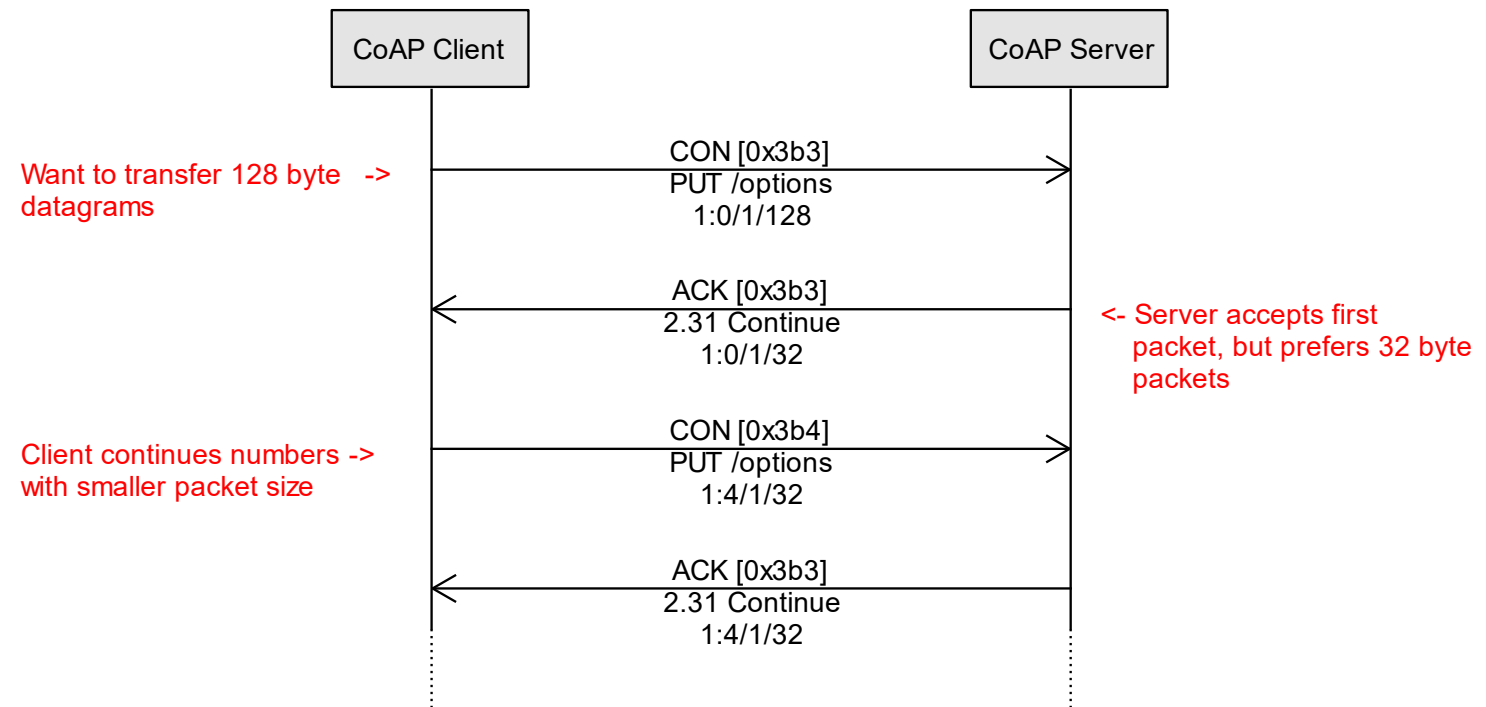 CoAP Client
CoAP Server
CON [0x3b3]
Want to transfer 128 byte ->
datagrams
PUT /options
1:0/1/128
ACK [0x3b3]
2.31 Continue
1:0/1/32
<- Server accepts first
packet, but prefers 32 byte
packets
CON [0x3b4]
Client continues numbers ->
with smaller packet size
PUT /options
1:4/1/32
ACK [0x3b3]
2.31 Continue
1:4/1/32